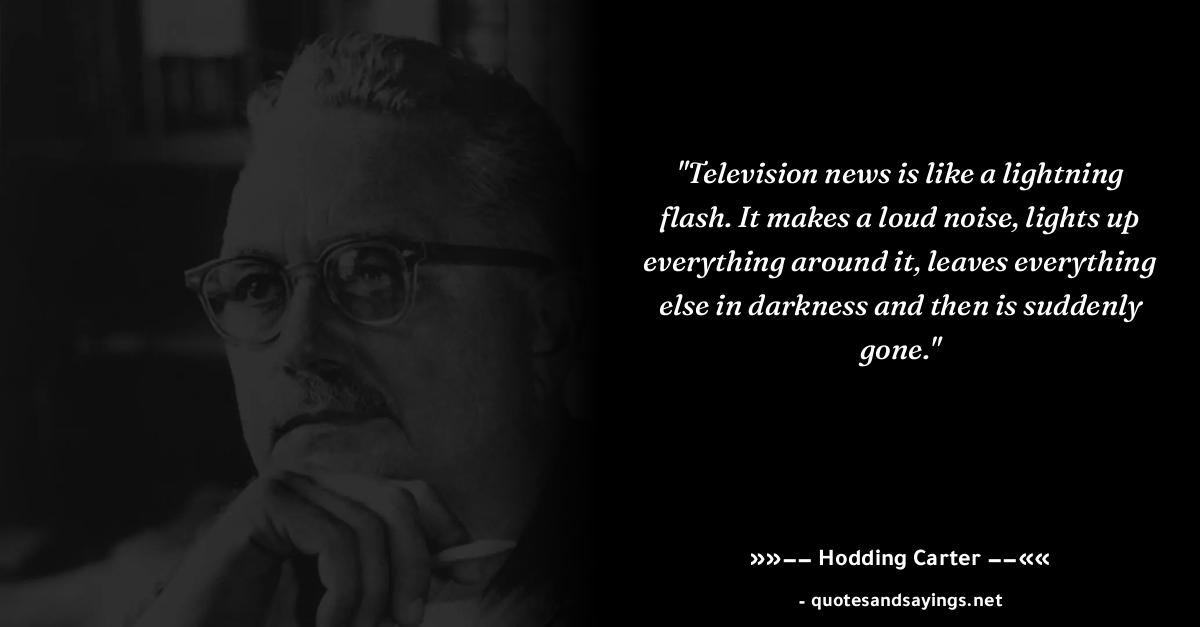 "Television news is like a lightning
flash. It makes a loud noise, lights up
everything around it, leaves everything
else in darkness and then is suddenly
gone."
»»−− Hodding Carter −−««
- quotesandsayings.net